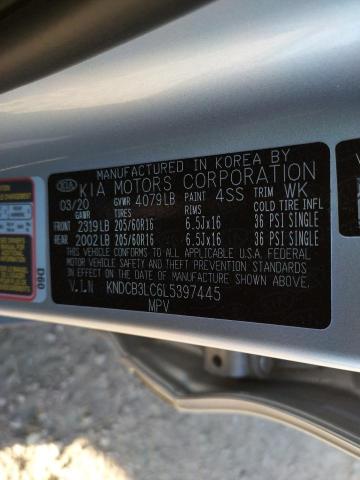 MANUFACTURED IN KOREA BY
KIA KIA MOTORS CORPORATION
03/20 GVWR 4079LB PAINT 4SS TRIM WK
GAWR TIRES RIMS COLD TIRE INFL
FRONT 2319LB 205/60R16 6.5Jx16 36 PSI SINGLE
REAR 2002LB 205/60R16 6.5Jx16 36 PSI SINGLE
THIS VEHICLE CONFORMS TO ALL APPLICABLE U.S.A FEDERAL
MOTOR VEHICLE SAFETY AND THEFT PREVENTION STANDARDS
IN EFFECT ON THE DATE OF MANUFACTURE SHOWN ABOVE.
V.I.N KNDCB3LC6L5397445
MPV
D60